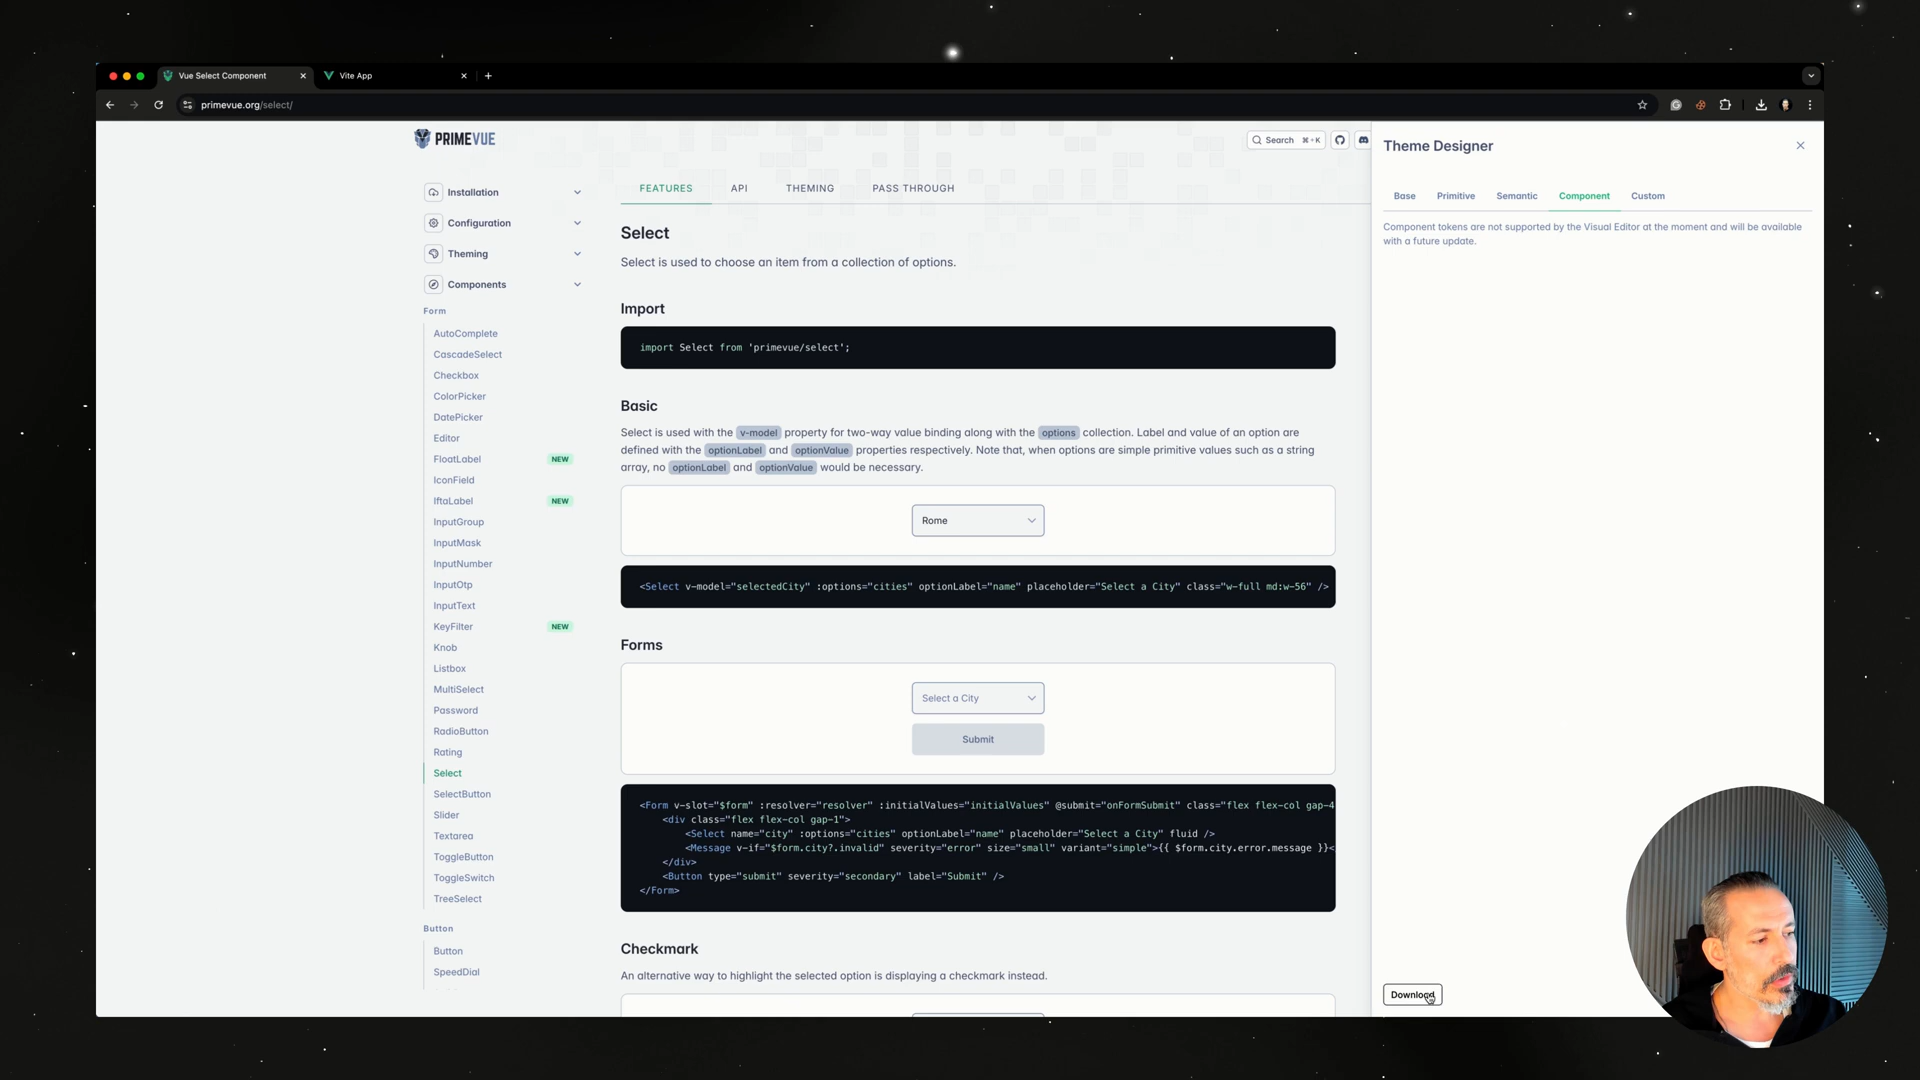 Vue Select Component
Vite App
primevue.org/select/
PRIMEVUE
Search ⌘+K
Installation
Configuration
Theming
Components
Form
AutoComplete
CascadeSelect
Checkbox
ColorPicker
DatePicker
Editor
FloatLabel NEW
IconField
IftaLabel NEW
InputGroup
InputMask
InputNumber
InputOtp
InputText
KeyFilter NEW
Knob
Listbox
MultiSelect
Password
RadioButton
Rating
Select
SelectButton
Slider
Textarea
ToggleButton
ToggleSwitch
TreeSelect
Button
Button
SpeedDial
FEATURES API THEMING PASS THROUGH
Select
Select is used to choose an item from a collection of options.
Import
import Select from 'primevue/select';
Basic
Select is used with the v-model property for two-way value binding along with the options collection. Label and value of an option are
defined with the optionLabel and optionValue properties respectively. Note that, when options are simple primitive values such as a string
array, no optionLabel and optionValue would be necessary.
Rome
<Select v-model="selectedCity" :options="cities" optionLabel="name" placeholder="Select a City" class="w-full md:w-56" />
Forms
Select a City
Submit
<Form v-slot="$form" :resolver="resolver" :initialValues="initialValues" @submit="onFormSubmit" class="flex flex-col gap-4
<div class="flex flex-col gap-1">
<Select name="city" :options="cities" optionLabel="name" placeholder="Select a City" fluid />
<Message v-if="$form.city?.invalid" severity="error" size="small" variant="simple">{{ $form.city.error.message }}<
</div>
<Button type="submit" severity="secondary" label="Submit" />
</Form>
Checkmark
An alternative way to highlight the selected option is displaying a checkmark instead.
Theme Designer
Base Primitive Semantic Component Custom
Component tokens are not supported by the Visual Editor at the moment and will be available
with a future update.
Download